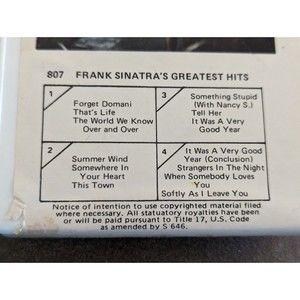 807 FRANK SINATRA'S GREATEST HITS
1
Forget Domani
That's Life
The World We Know
Over and Over
2
Summer Wind
Somewhere In
Your Heart
This Town
3
Something Stupid
(With Nancy S.)
Tell Her
It Was A Very
Good Year
4
It Was A Very Good
Year (Conclusion)
Strangers In The Night
When Somebody Loves
You
Softly As I Leave You
Notice of intention to use copyrighted material filed
where necessary. All statutory royalties have been
or will be paid pursuant to Title 17, U.S. Code
as amended by S 646.